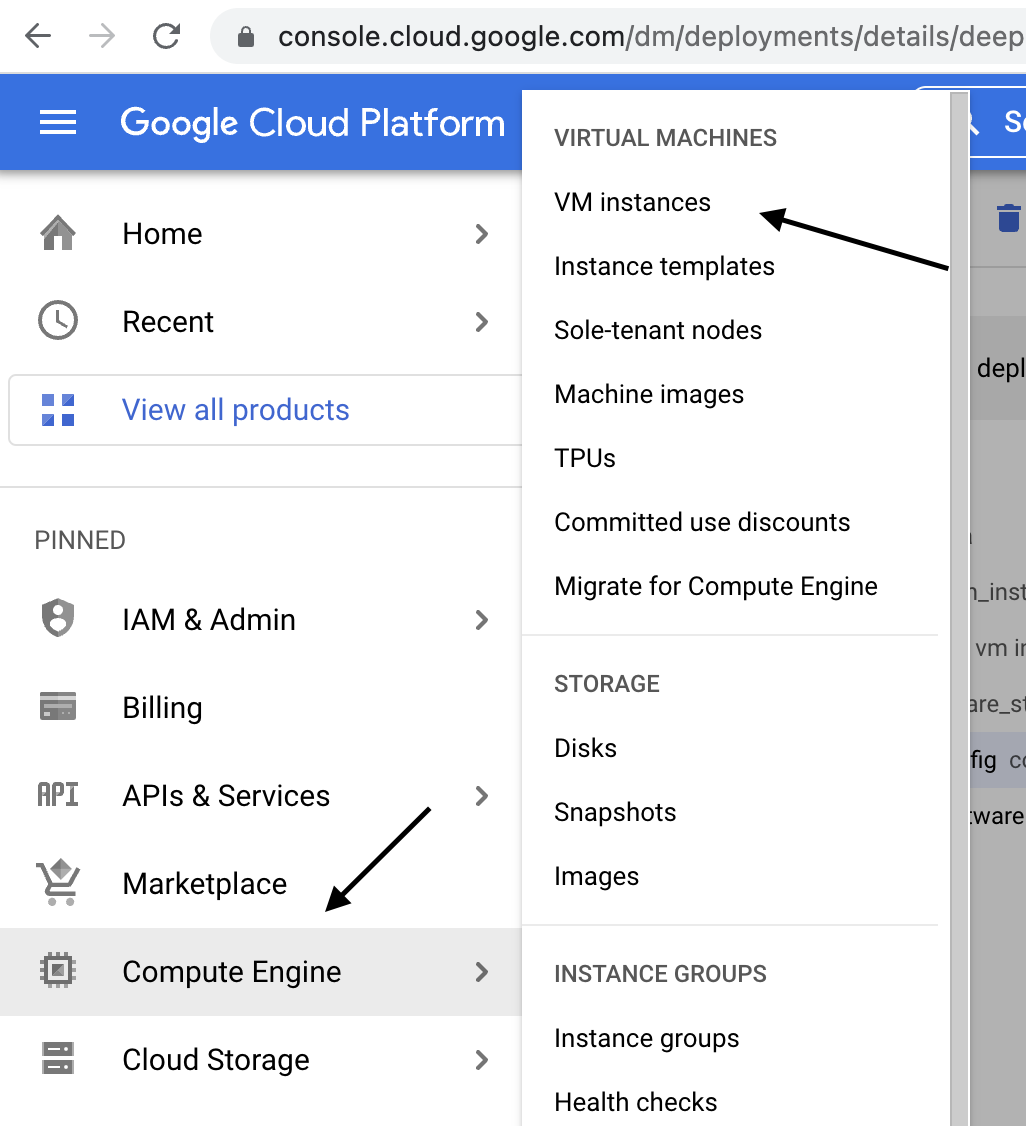 console.cloud.google.com/dm/deployments/details/deep
Google Cloud Platform
Home
Recent
View all products
PINNED
IAM & Admin
Billing
API APIs & Services
Marketplace
Compute Engine
Cloud Storage
VIRTUAL MACHINES
VM instances
Instance templates
Sole-tenant nodes
Machine images
TPUs
Committed use discounts
Migrate for Compute Engine
STORAGE
Disks
Snapshots
Images
INSTANCE GROUPS
Instance groups
Health checks
Se
depl
n_inst
vm in
are_st
fig co
tware